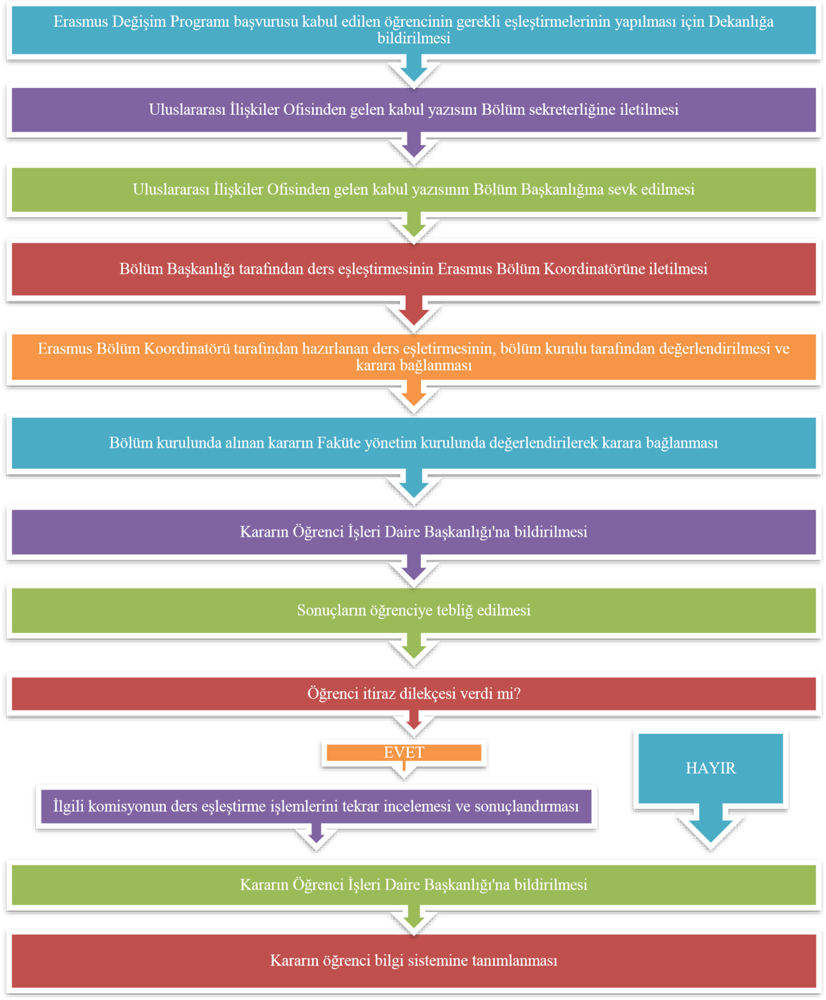 Erasmus Değişim Programı başvurusu kabul edilen öğrencinin gerekli eşleştirmelerinin yapılması için Dekanlığa
bildirilmesi
Uluslararası İlişkiler Ofisinden gelen kabul yazısını Bölüm sekreterliğine iletilmesi
Uluslararası İlişkiler Ofisinden gelen kabul yazısının Bölüm Başkanlığına sevk edilmesi
Bölüm Başkanlığı tarafından ders eşleştirmesinin Erasmus Bölüm Koordinatörüne iletilmesi
Erasmus Bölüm Koordinatörü tarafından hazırlanan ders eşletirmesinin, bölüm kurulu tarafından değerlendirilmesi ve
karara bağlanması
Bölüm kurulunda alınan kararın Faküte yönetim kurulunda değerlendirilerek karara bağlanması
Kararın Öğrenci İşleri Daire Başkanlığı'na bildirilmesi
Sonuçların öğrenciye tebliğ edilmesi
Öğrenci itiraz dilekçesi verdi mi?
EVET
HAYIR
İlgili komisyonun ders eşleştirme işlemlerini tekrar incelemesi ve sonuçlandırması
Kararın Öğrenci İşleri Daire Başkanlığı'na bildirilmesi
Kararın öğrenci bilgi sistemine tanımlanması